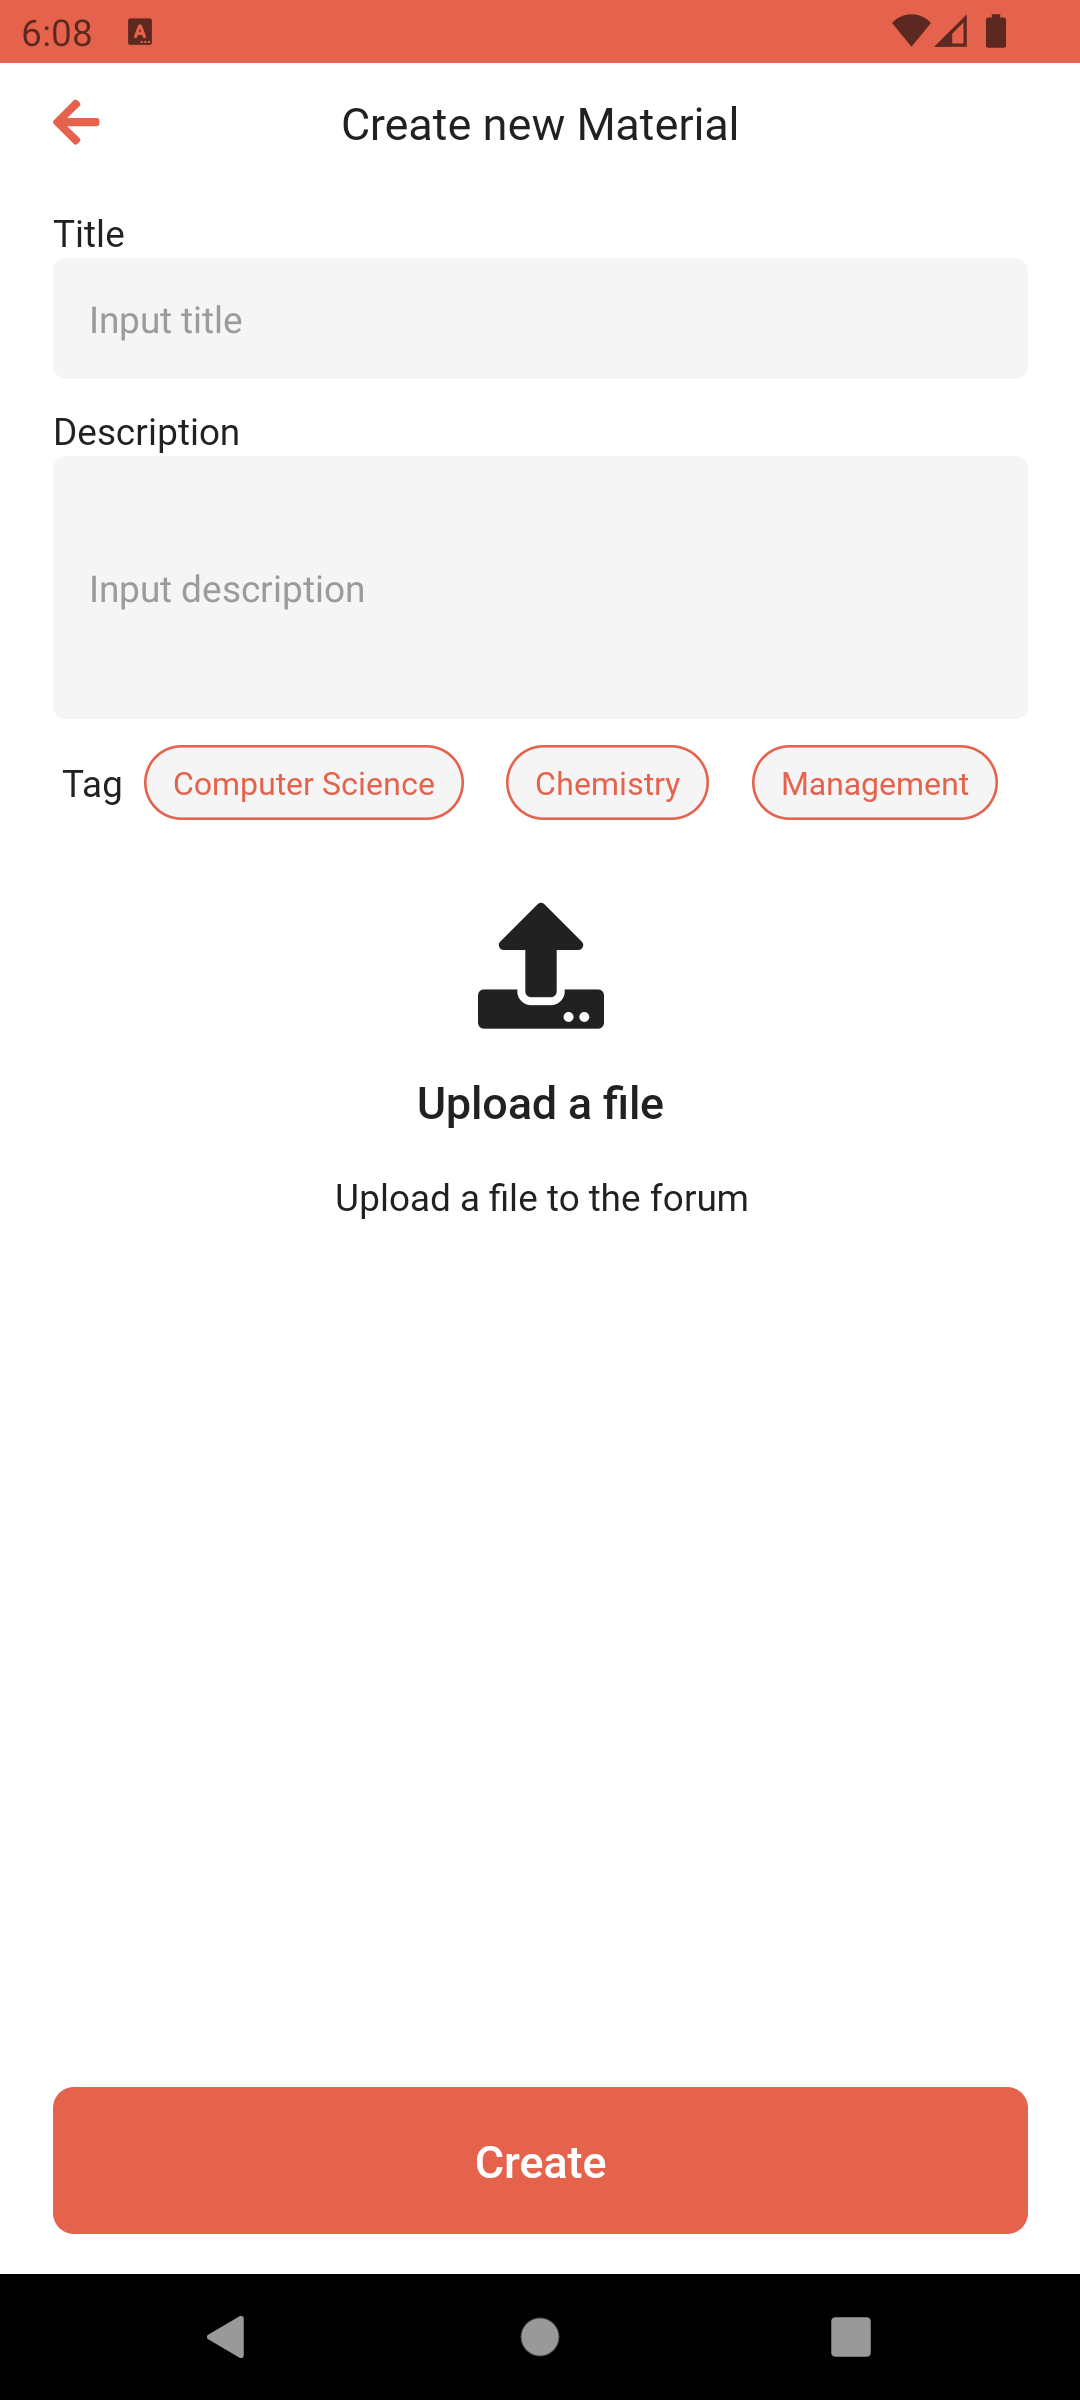 6:08
Create new Material
Title
Input title
Description
Input description
Tag Computer Science Chemistry Management
Upload a file
Upload a file to the forum
Create